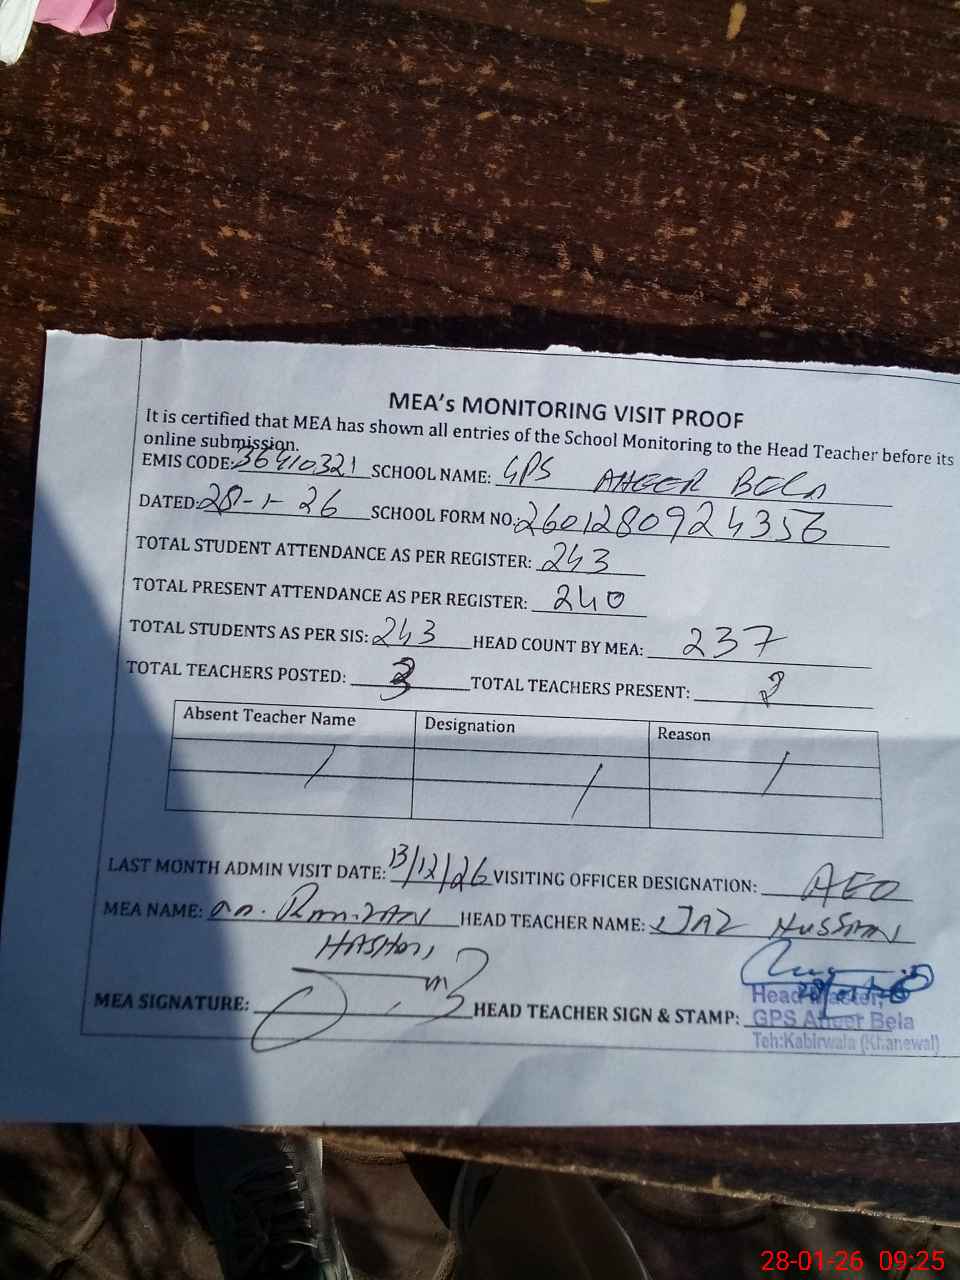 MEA's MONITORING VISIT PROOF
It is certified that MEA has shown all entries of the School Monitoring to the Head Teacher before its
online submission.
EMIS CODE: 36410321 SCHOOL NAME: GPS AHEER BELA
DATED: 28-1-26 SCHOOL FORM NO.: 2601280924356
TOTAL STUDENT ATTENDANCE AS PER REGISTER: 243
TOTAL PRESENT ATTENDANCE AS PER REGISTER: 240
TOTAL STUDENTS AS PER SIS: 243 HEAD COUNT BY MEA: 237
TOTAL TEACHERS POSTED: 3 TOTAL TEACHERS PRESENT:
Absent Teacher Name Designation Reason
LAST MONTH ADMIN VISIT DATE: 13/12/26 VISITING OFFICER DESIGNATION: AEO
MEA NAME: Ramzan HEAD TEACHER NAME: IJAZ HUSSAIN
MEA SIGNATURE: HEAD TEACHER SIGN & STAMP:
Head Master
GPS Aheer Bela
Teh:Kabirwala (Khanewal)
28-01-26 09:25